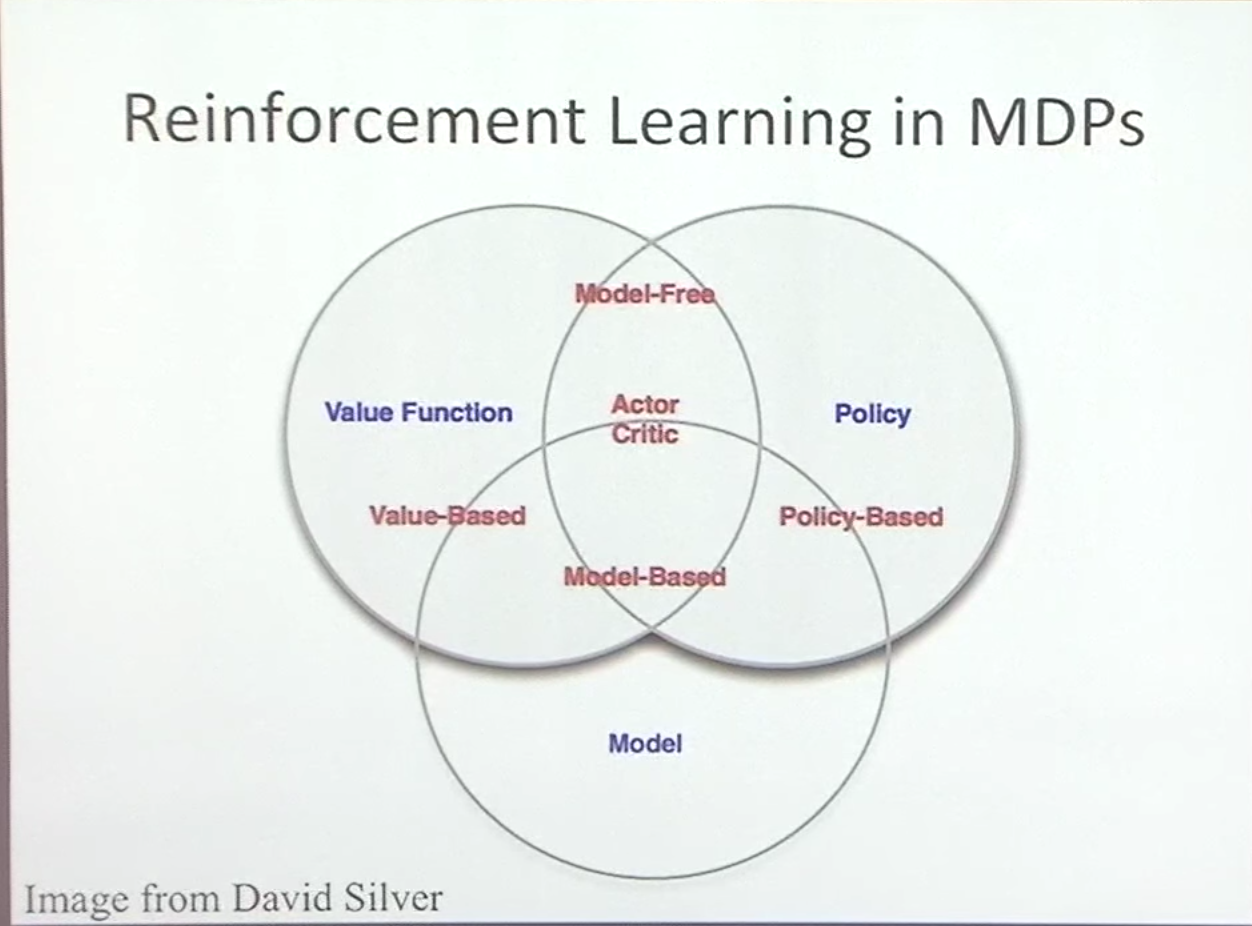 Reinforcement Learning in MDPs
Model-Free
Actor
Critic
Value Function
Policy
Value-Based
Policy-Based
Model-Based
Model
Image from David Silver